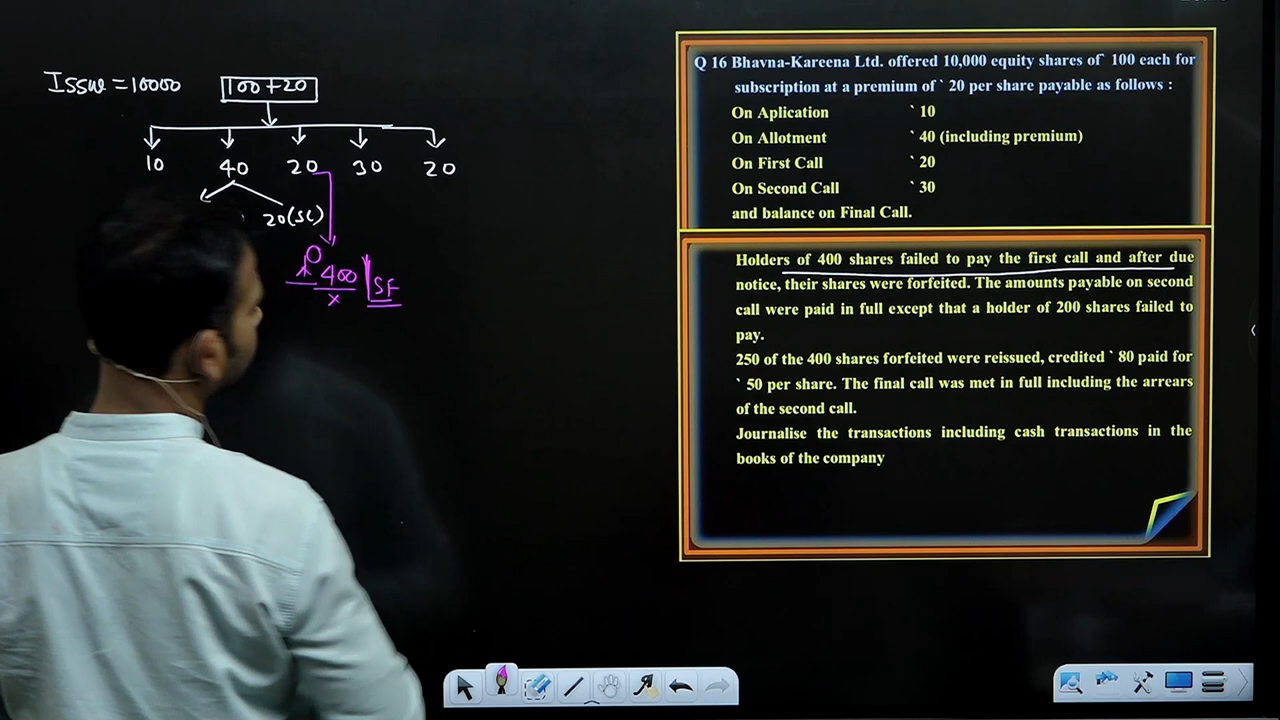 Issue = 10000
100+20
10 40 20 30 20
20(SC)
400
x
SF
Q 16 Bhavna-Kareena Ltd. offered 10,000 equity shares of ` 100 each for
subscription at a premium of ` 20 per share payable as follows :
On Aplication ` 10
On Allotment ` 40 (including premium)
On First Call ` 20
On Second Call ` 30
and balance on Final Call.
Holders of 400 shares failed to pay the first call and after due
notice, their shares were forfeited. The amounts payable on second
call were paid in full except that a holder of 200 shares failed to
pay.
250 of the 400 shares forfeited were reissued, credited ` 80 paid for
` 50 per share. The final call was met in full including the arrears
of the second call.
Journalise the transactions including cash transactions in the
books of the company